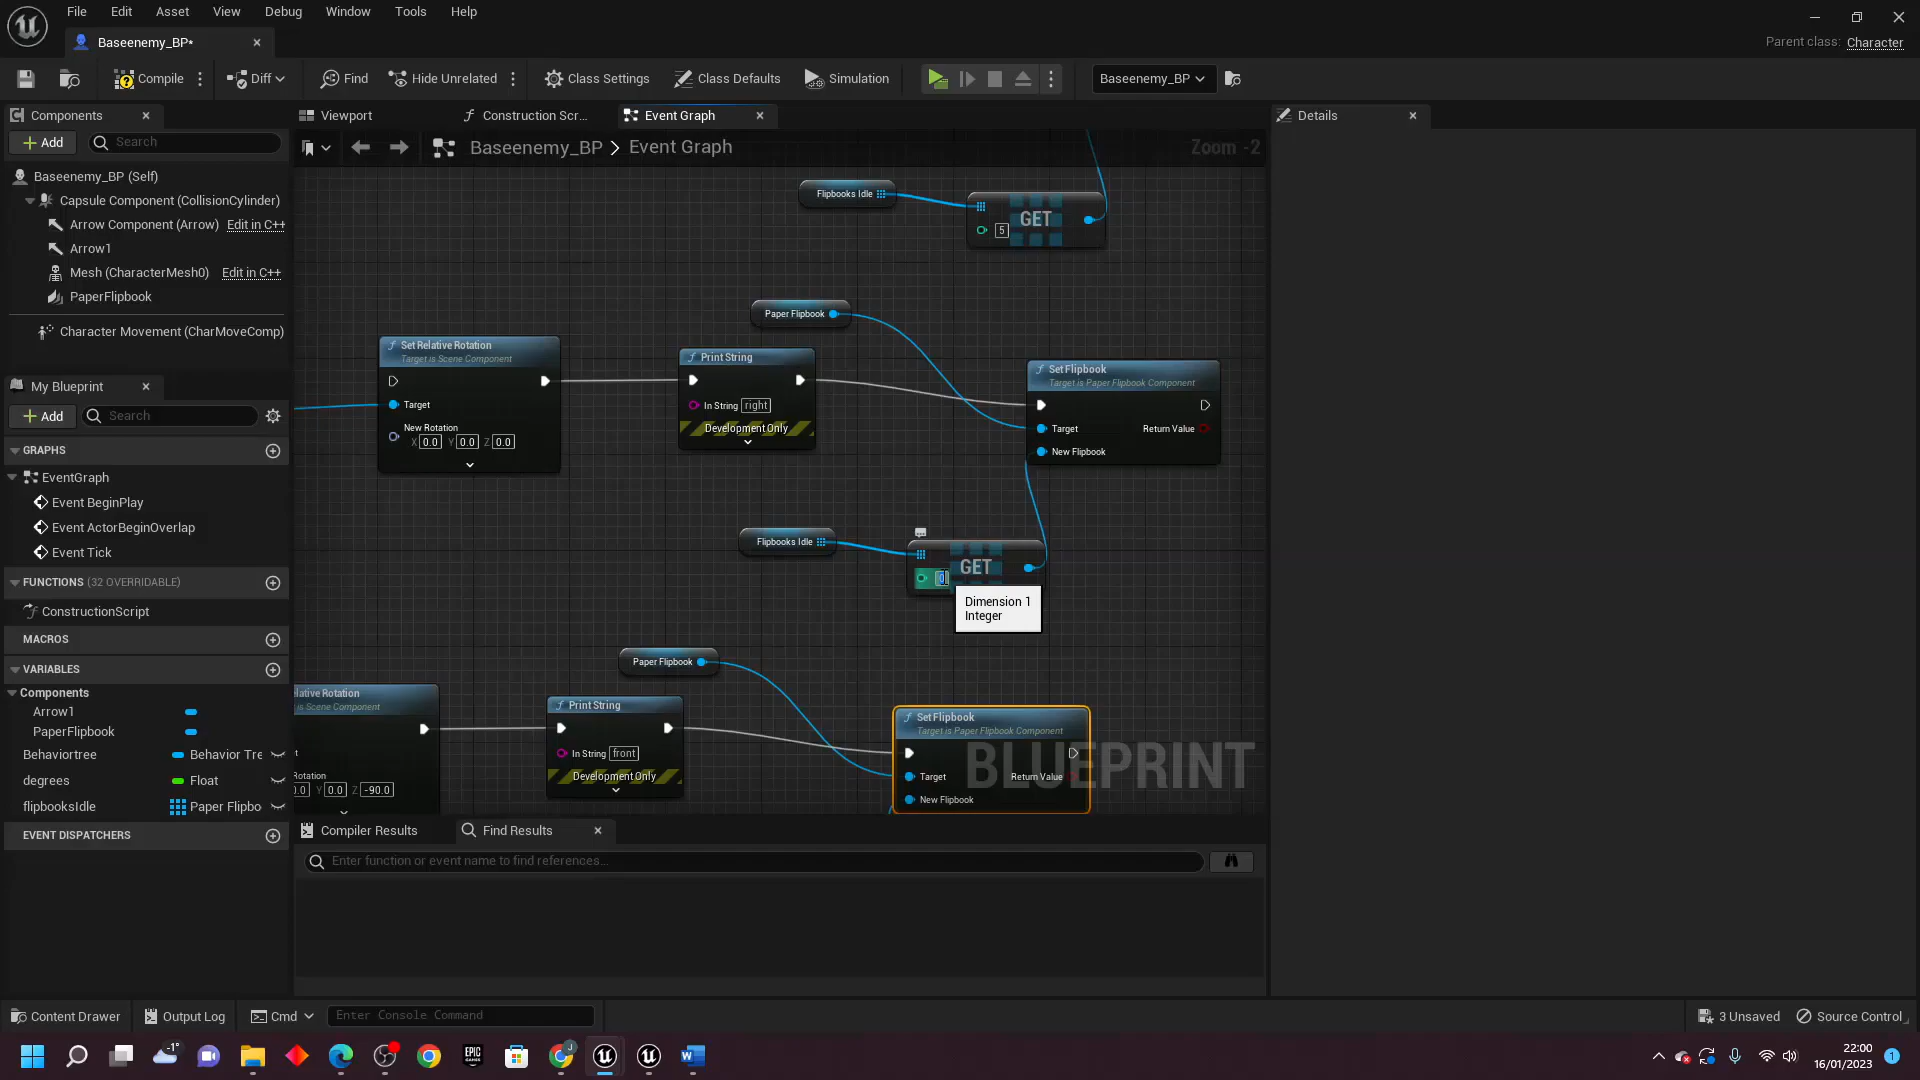 File Edit Asset View Debug Window Tools Help
Baseenemy_BP*
Parent class: Character
Compile Diff Find Hide Unrelated Class Settings Class Defaults Simulation Baseenemy_BP
Components
Add Search
Baseenemy_BP (Self)
Capsule Component (CollisionCylinder)
Arrow Component (Arrow) Edit in C++
Arrow1
Mesh (CharacterMesh0) Edit in C++
PaperFlipbook
Character Movement (CharMoveComp)
My Blueprint
Add Search
GRAPHS
EventGraph
Event BeginPlay
Event ActorBeginOverlap
Event Tick
FUNCTIONS (32 OVERRIDABLE)
ConstructionScript
MACROS
VARIABLES
Components
Arrow1
PaperFlipbook
Behaviortree Behavior Tre
degrees Float
flipbooksIdle Paper Flipbo
EVENT DISPATCHERS
Viewport Construction Scr... Event Graph
Baseenemy_BP > Event Graph
Zoom -2
Flipbooks Idle
GET
5
Paper Flipbook
Set Relative Rotation
Target is Scene Component
Target
New Rotation
X 0.0 Y 0.0 Z 0.0
Print String
In String right
Development Only
Set Flipbook
Target is Paper Flipbook Component
Target Return Value
New Flipbook
Flipbooks Idle
GET
0
Dimension 1
Integer
Paper Flipbook
elative Rotation
is Scene Component
Rotation
0.0 Y 0.0 Z -90.0
Print String
In String front
Development Only
Set Flipbook
Target is Paper Flipbook Component
Target Return Value
New Flipbook
BLUEPRINT
Compiler Results Find Results
Enter function or event name to find references...
Details
Content Drawer Output Log Cmd Enter Console Command
3 Unsaved Source Control
-1°
EPIC GAMES
J
22:00
16/01/2023
1